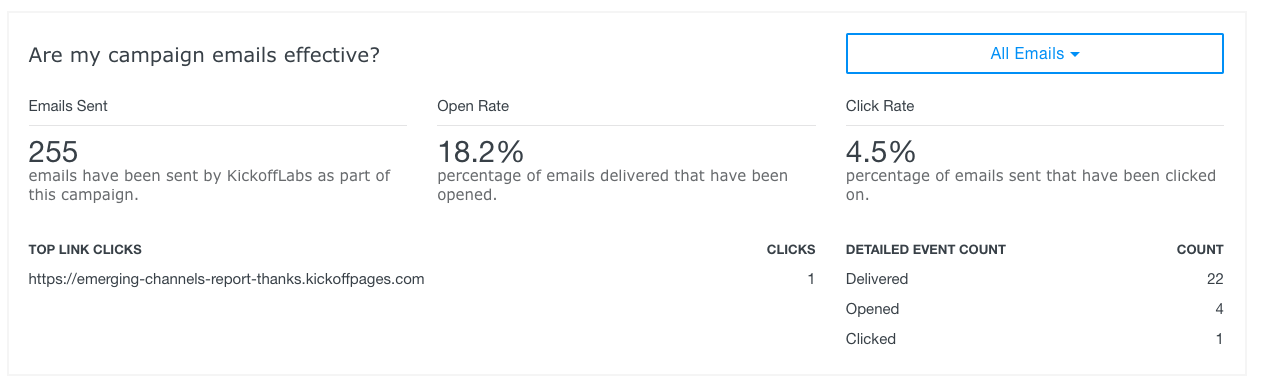 Are my campaign emails effective?
All Emails
Emails Sent
Open Rate
Click Rate
255
18.2%
4.5%
emails have been sent by KickoffLabs as part of
this campaign.
percentage of emails delivered that have been
opened.
percentage of emails sent that have been clicked
on.
TOP LINK CLICKS CLICKS
https://emerging-channels-report-thanks.kickoffpages.com 1
DETAILED EVENT COUNT COUNT
Delivered 22
Opened 4
Clicked 1